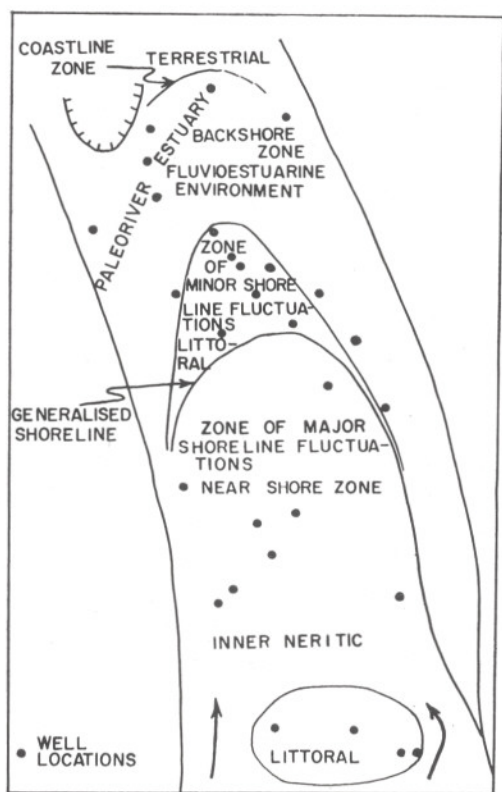 COASTLINE
ZONE
TERRESTRIAL
PALEORIVER ESTUARY
BACKSHORE
ZONE
FLUVIOESTUARINE
ENVIRONMENT
ZONE
OF
MINOR SHORE
LINE FLUCTUA-
TIONS
LITTO-
RAL
GENERALISED
SHORELINE
ZONE OF MAJOR
SHORELINE FLUCTUA-
TIONS
NEAR SHORE ZONE
INNER NERITIC
LITTORAL
WELL
LOCATIONS